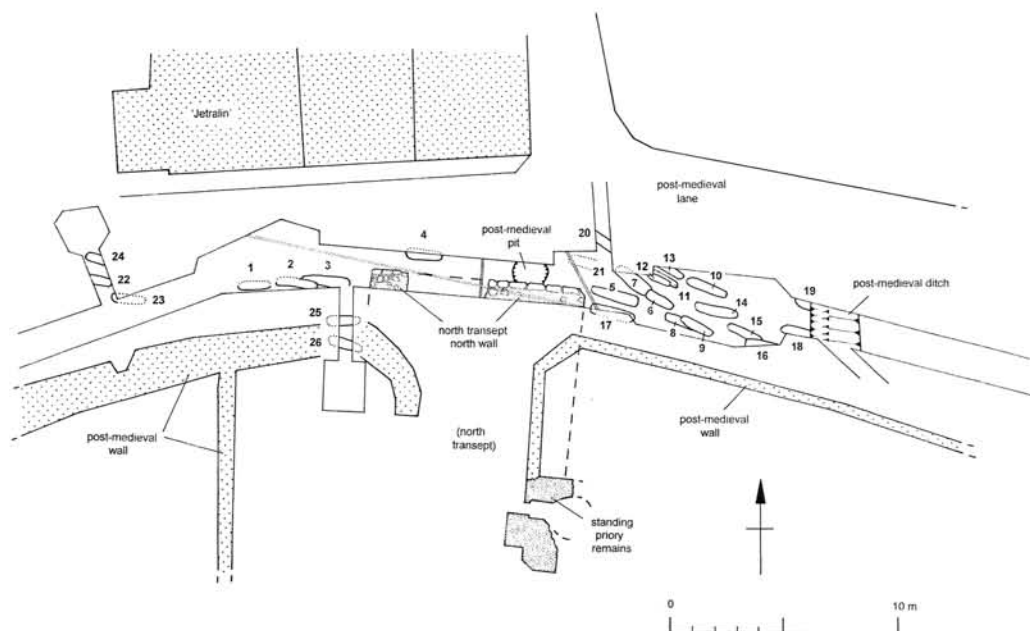 'Jetralin'
post-medieval
lane
24
22
23
1
2
3
4
post-medieval
pit
20
21
5
12
13
7
6
10
11
14
17
8
9
15
16
18
19
post-medieval ditch
north transept
north wall
25
26
post-medieval
wall
(north
transept)
post-medieval
wall
standing
priory
remains
0
10 m